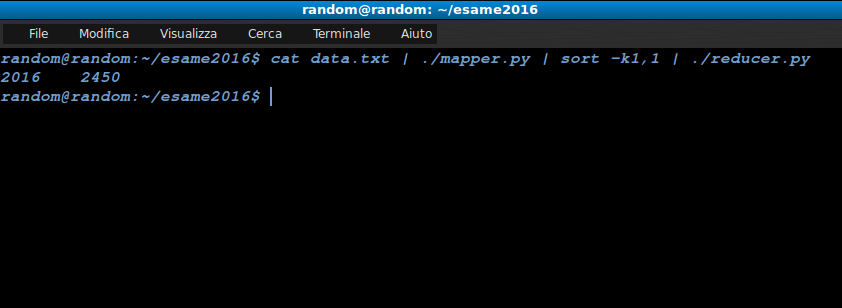 random@random: ~/esame2016
File Modifica Visualizza Cerca Terminale Aiuto
random@random:~/esame2016$ cat data.txt | ./mapper.py | sort -k1,1 | ./reducer.py
2016 2450
random@random:~/esame2016$